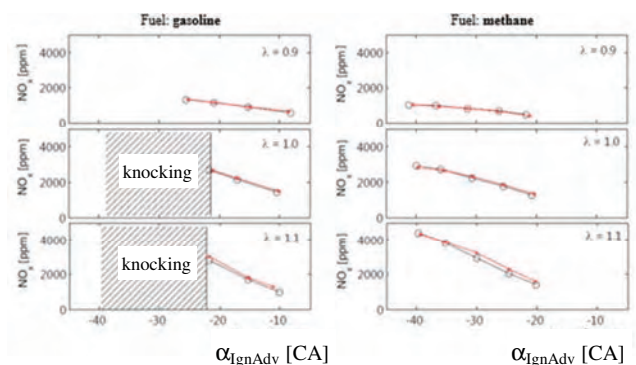 Fuel: gasoline
Fuel: methane
NOx [ppm]
4000
2000
0
λ = 0.9
NOx [ppm]
4000
2000
0
λ = 0.9
NOx [ppm]
4000
2000
0
knocking
λ = 1.0
NOx [ppm]
4000
2000
0
λ = 1.0
NOx [ppm]
4000
2000
0
knocking
λ = 1.1
-40 -30 -20 -10
NOx [ppm]
4000
2000
0
λ = 1.1
-40 -30 -20 -10
αIgnAdv [CA]
αIgnAdv [CA]